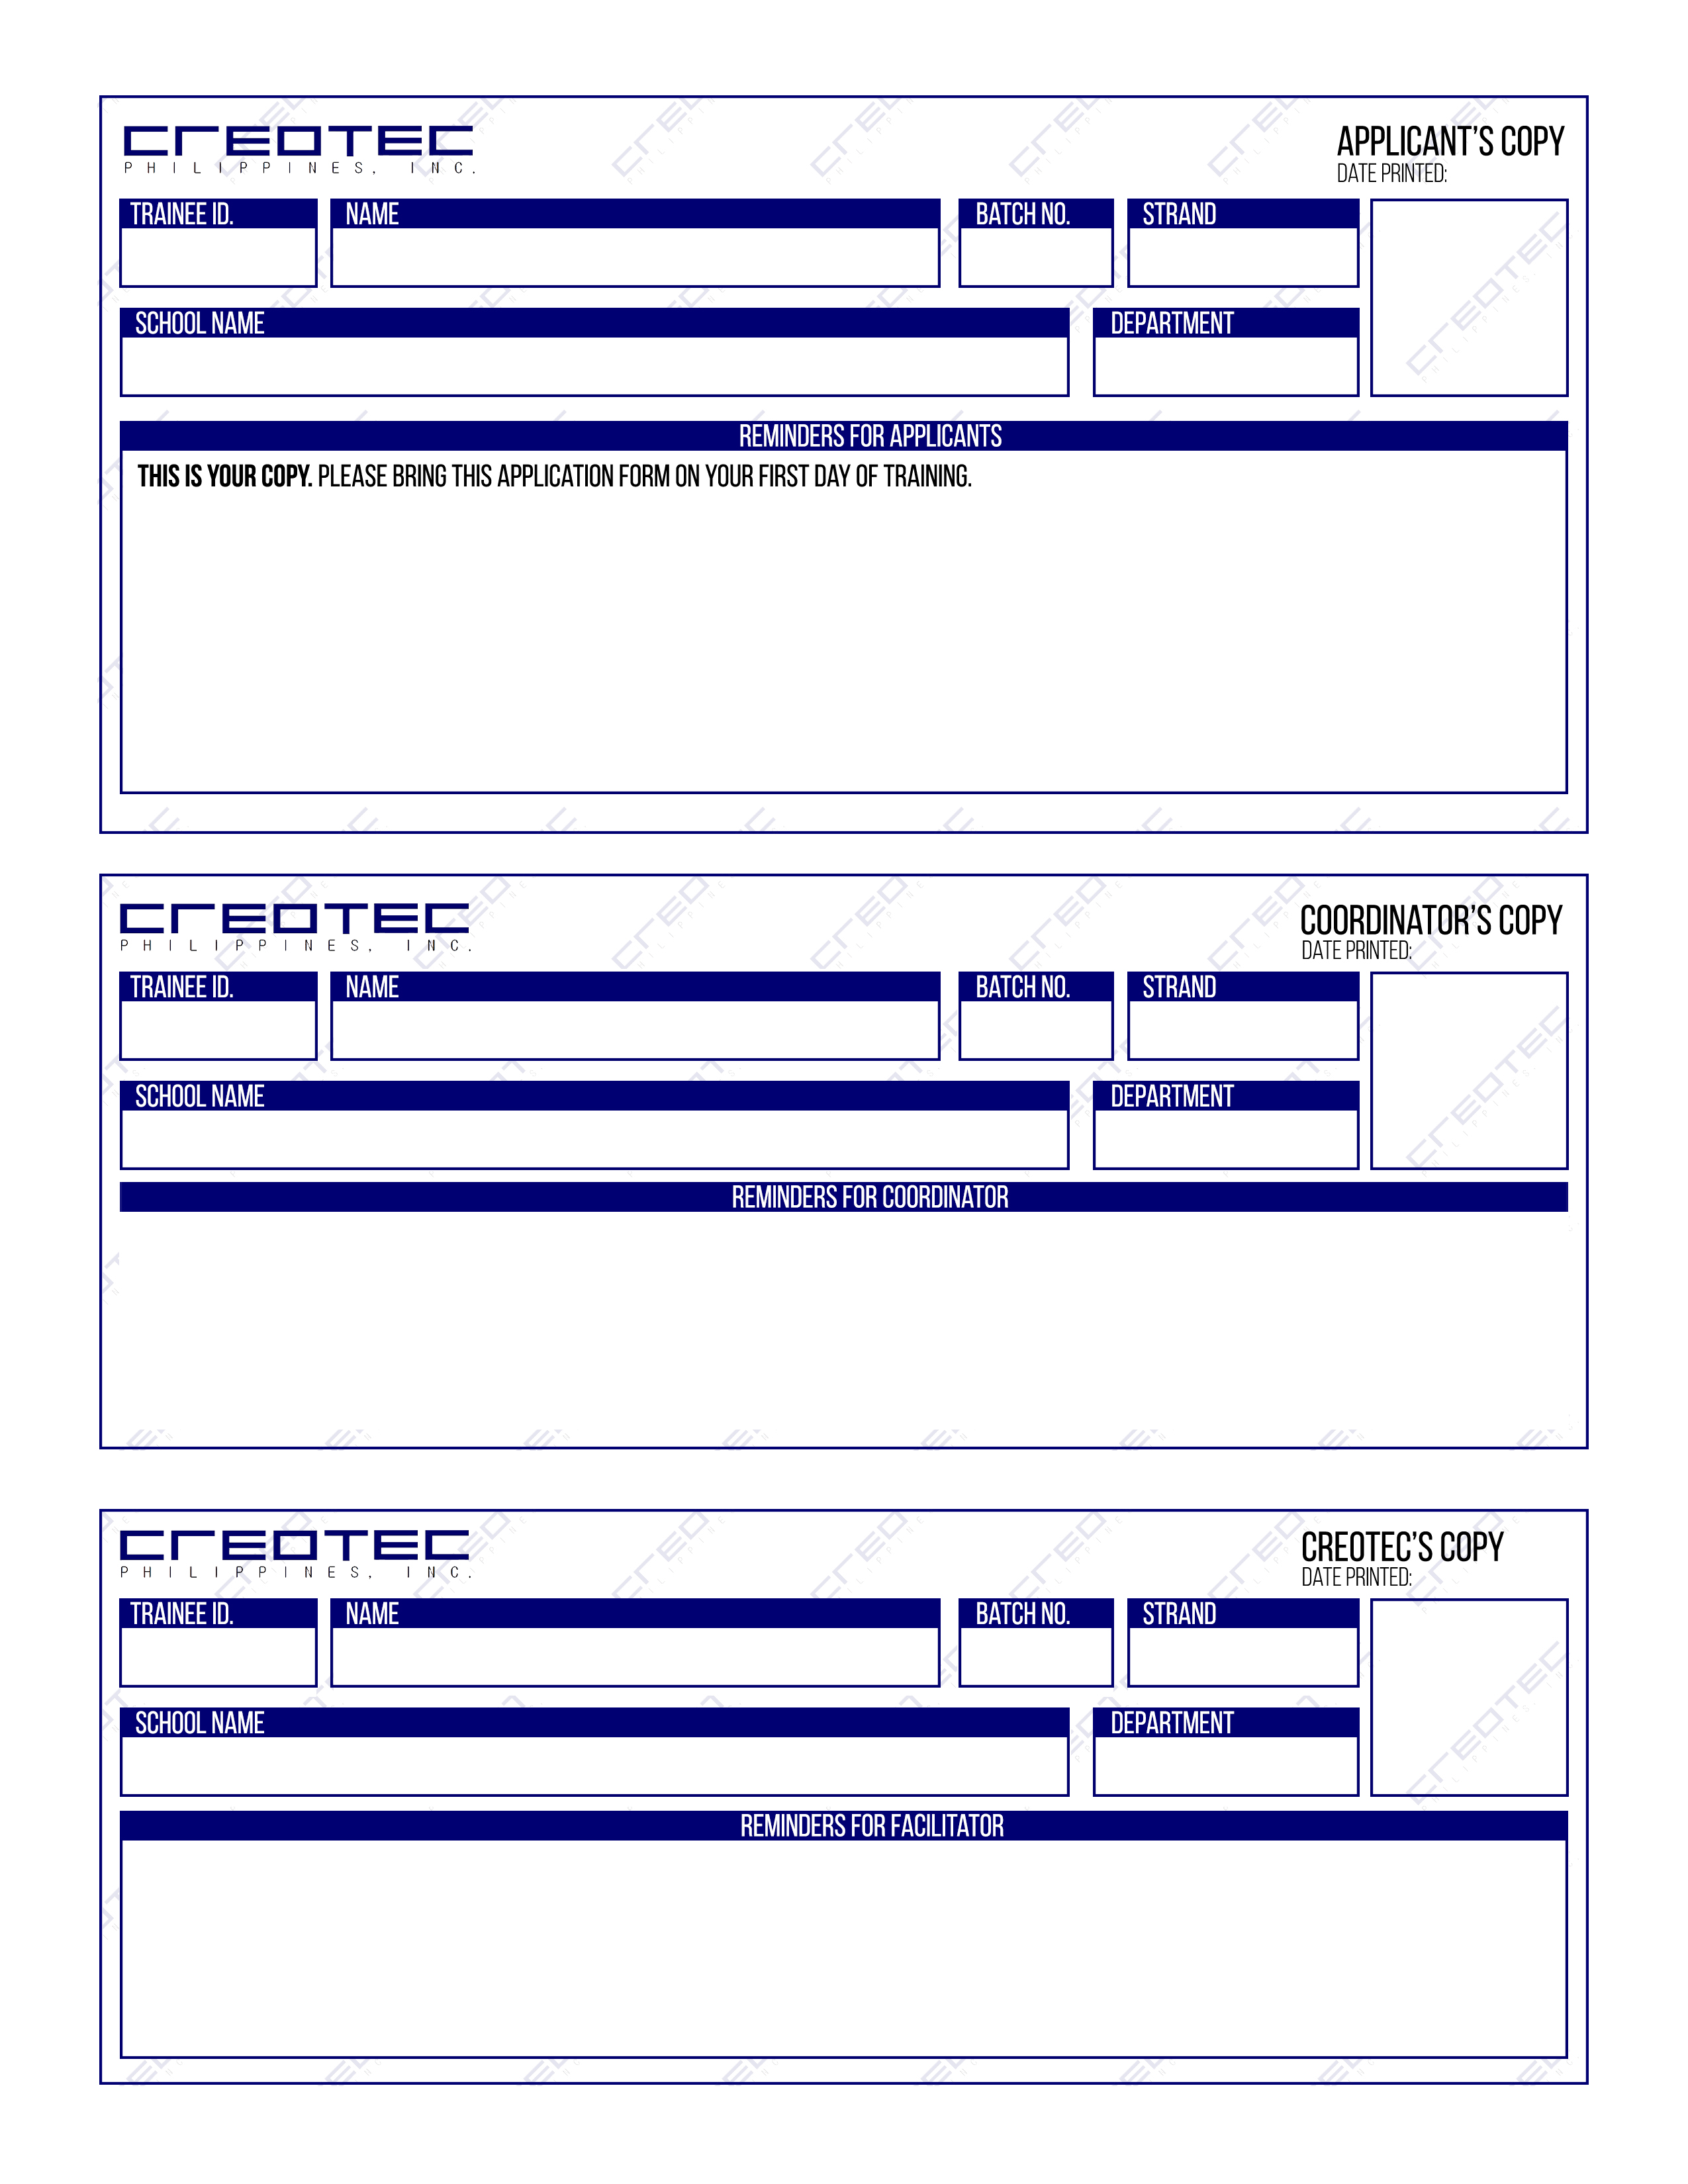 CREOTEC
PHILIPPINES, INC.
APPLICANT'S COPY
DATE PRINTED:
TRAINEE ID. NAME BATCH NO. STRAND
SCHOOL NAME DEPARTMENT
REMINDERS FOR APPLICANTS
THIS IS YOUR COPY. PLEASE BRING THIS APPLICATION FORM ON YOUR FIRST DAY OF TRAINING.
CREOTEC
PHILIPPINES, INC.
COORDINATOR'S COPY
DATE PRINTED:
TRAINEE ID. NAME BATCH NO. STRAND
SCHOOL NAME DEPARTMENT
REMINDERS FOR COORDINATOR
CREOTEC
PHILIPPINES, INC.
CREOTEC'S COPY
DATE PRINTED:
TRAINEE ID. NAME BATCH NO. STRAND
SCHOOL NAME DEPARTMENT
REMINDERS FOR FACILITATOR